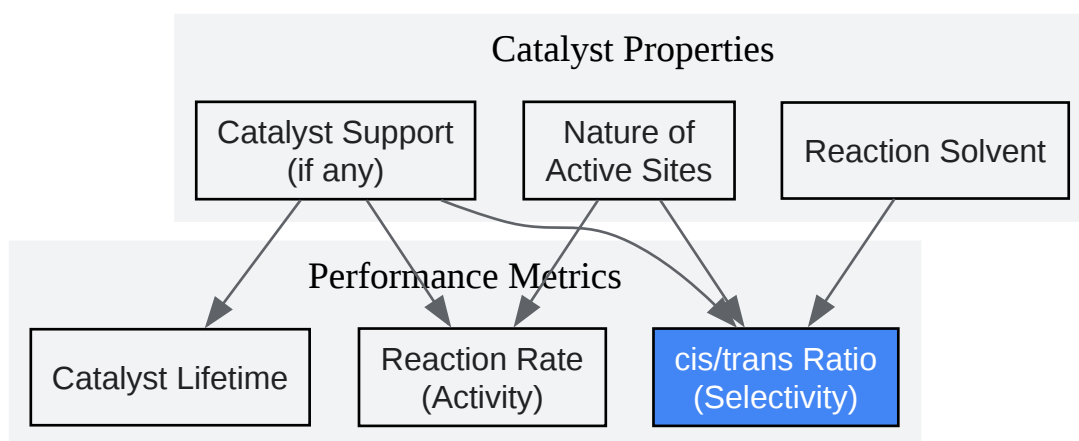 Catalyst Properties
Catalyst Support
(if any)
Nature of
Active Sites
Reaction Solvent
Performance Metrics
Catalyst Lifetime
Reaction Rate
(Activity)
cis/trans Ratio
(Selectivity)